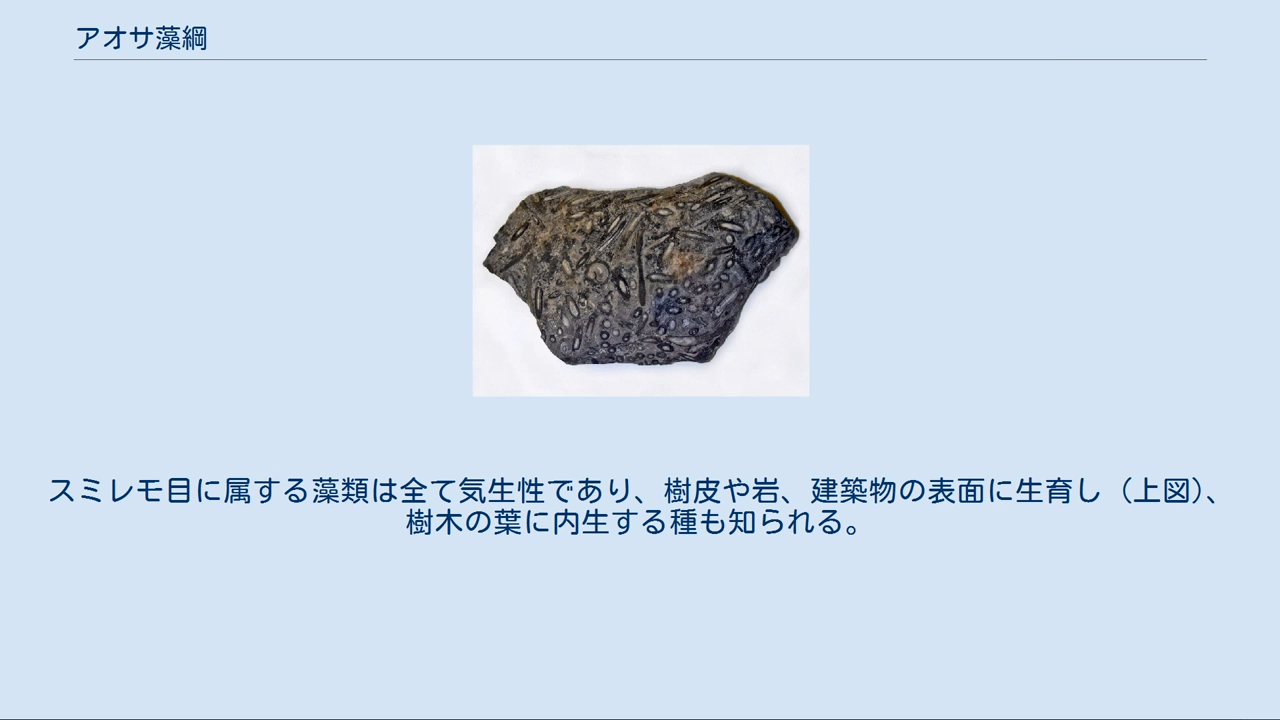 アオサ藻綱
スミレモ目に属する藻類は全て気生性であり、樹皮や岩、建築物の表面に生育し（上図）、
樹木の葉に内生する種も知られる。